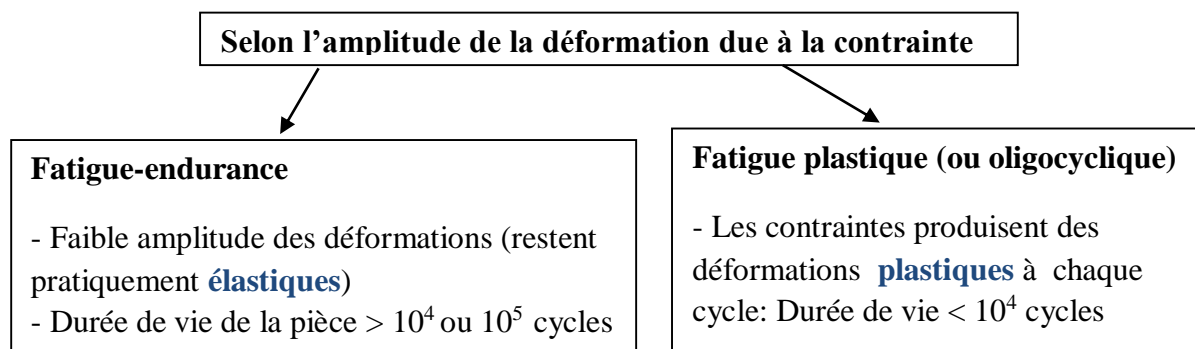 Selon l’amplitude de la déformation due à la contrainte
Fatigue-endurance
- Faible amplitude des déformations (restent
pratiquement élastiques)
- Durée de vie de la pièce > 10⁴ ou 10⁵ cycles
Fatigue plastique (ou oligocyclique)
- Les contraintes produisent des
déformations plastiques à chaque
cycle: Durée de vie < 10⁴ cycles